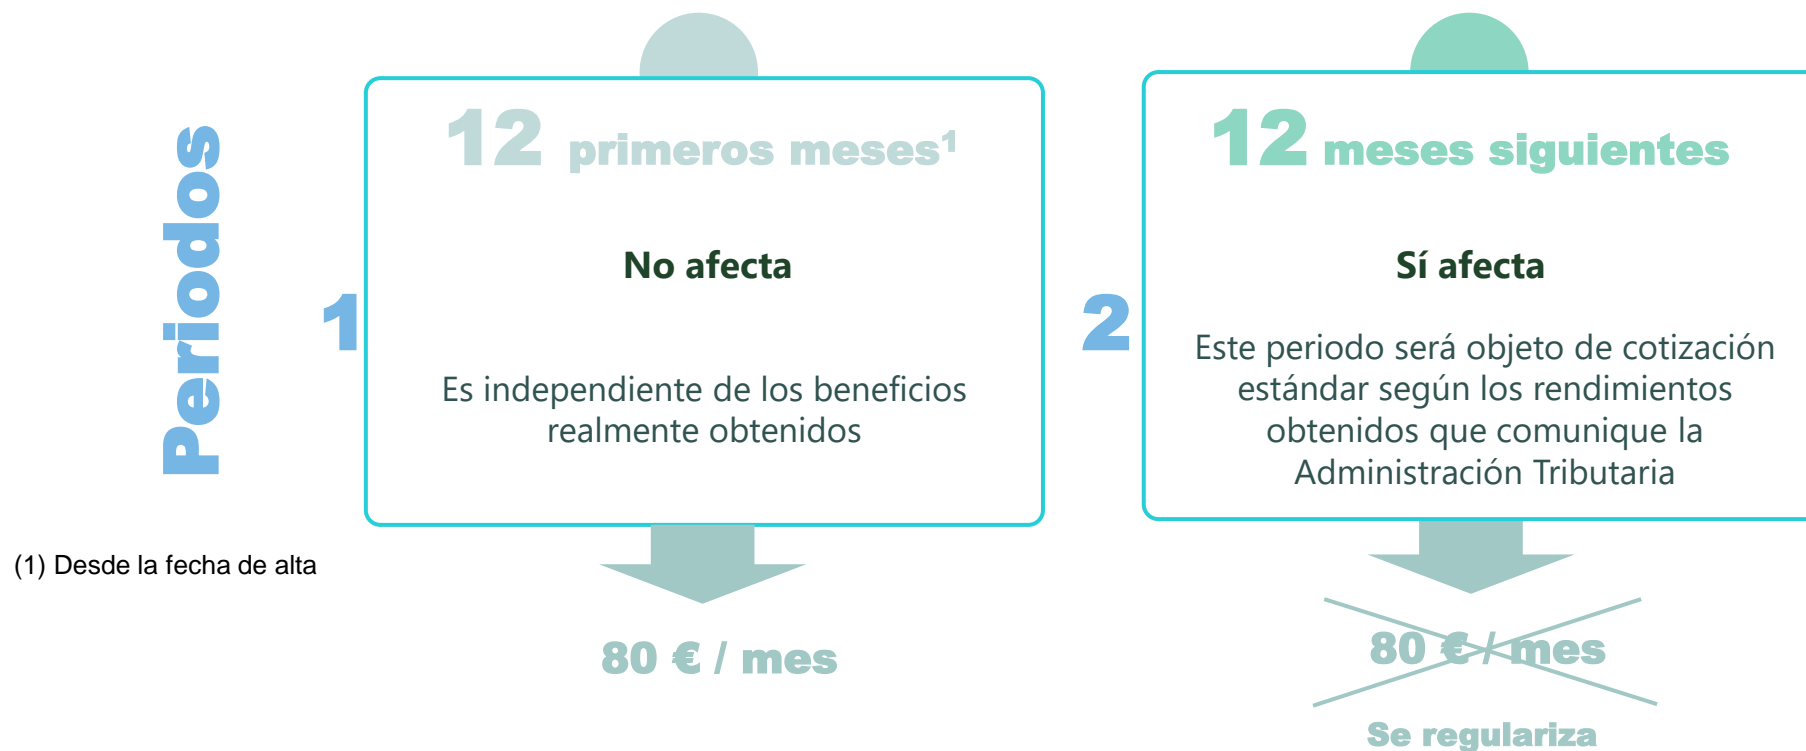 Periodos
1
12 primeros meses¹
No afecta
Es independiente de los beneficios
realmente obtenidos
80 € / mes
2
12 meses siguientes
Sí afecta
Este periodo será objeto de cotización
estándar según los rendimientos
obtenidos que comunique la
Administración Tributaria
80 € / mes
Se regulariza
(1) Desde la fecha de alta